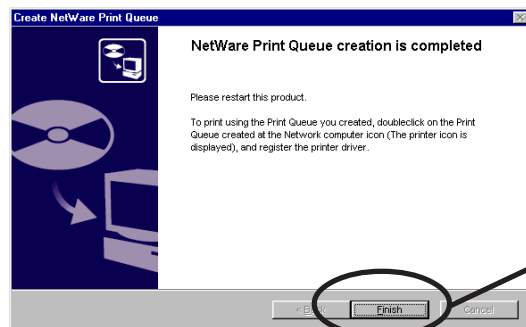 Create NetWare Print Queue
NetWare Print Queue creation is completed
Please restart this product.
To print using the Print Queue you created, doubleclick on the Print
Queue created at the Network computer icon (The printer icon is
displayed), and register the printer driver.
Finish
Cancel